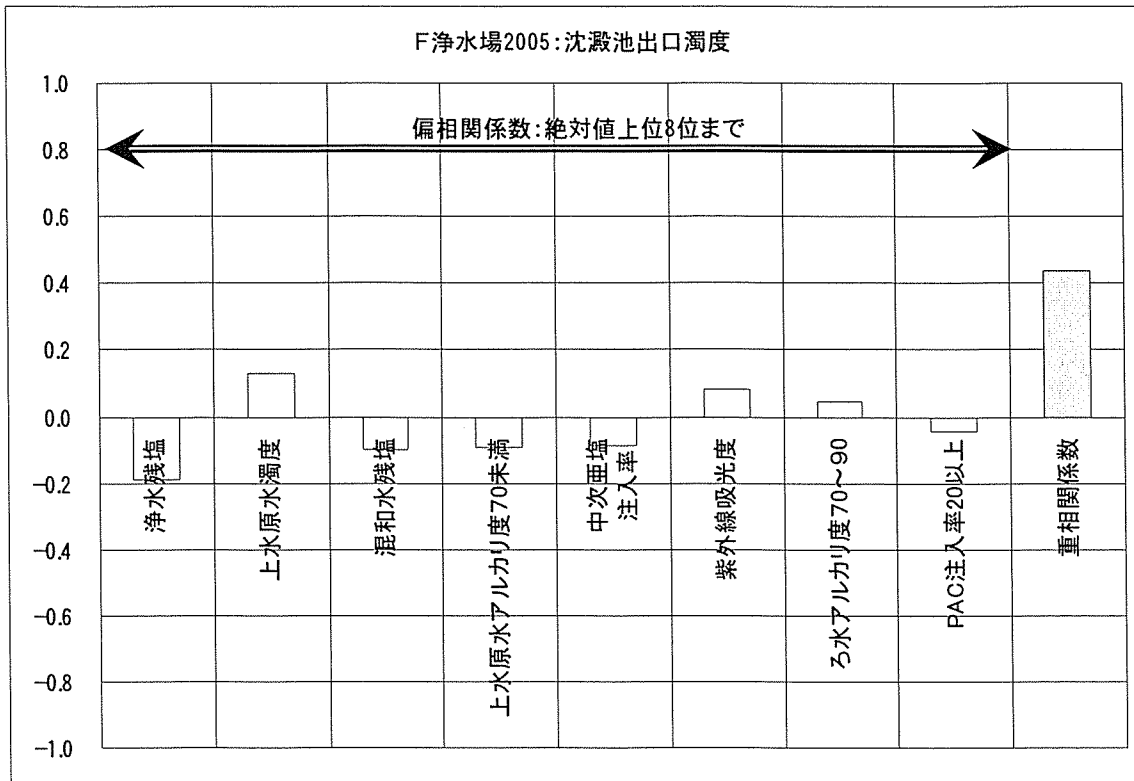 F浄水場2005:沈澱池出口濁度
1.0
0.8
0.6
0.4
0.2
0.0
-0.2
-0.4
-0.6
-0.8
-1.0
偏相関係数:絶対値上位8位まで
浄水残塩
上水原水濁度
混和水残塩
上水原水アルカリ度70未満
中次亜塩
注入率
紫外線吸光度
ろ水アルカリ度70～90
PAC注入率20以上
重相関係数